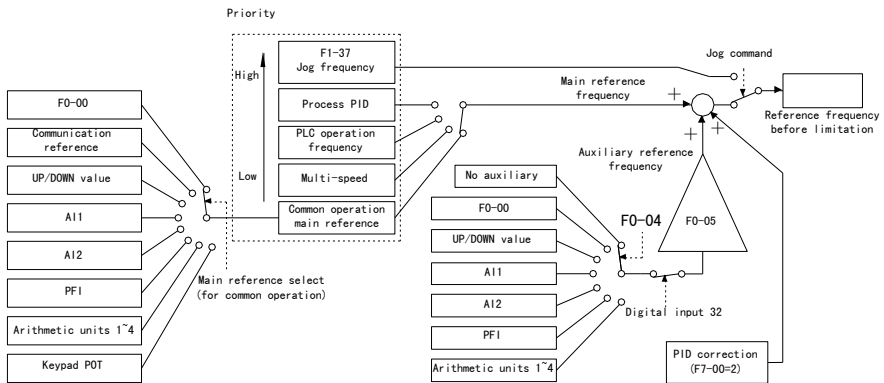 Priority
High
Low
F1-37
Jog frequency
Process PID
PLC operation
frequency
Multi-speed
Common operation
main reference
F0-00
Communication
reference
UP/DOWN value
AI1
AI2
PFI
Arithmetic units 1~4
Keypad POT
Main reference select
(for common operation)
Main reference
frequency
Jog command
Reference frequency
before limitation
+
+
+
Auxiliary reference
frequency
F0-05
F0-04
No auxiliary
F0-00
UP/DOWN value
AI1
AI2
PFI
Arithmetic units 1~4
Digital input 32
PID correction
(F7-00=2)